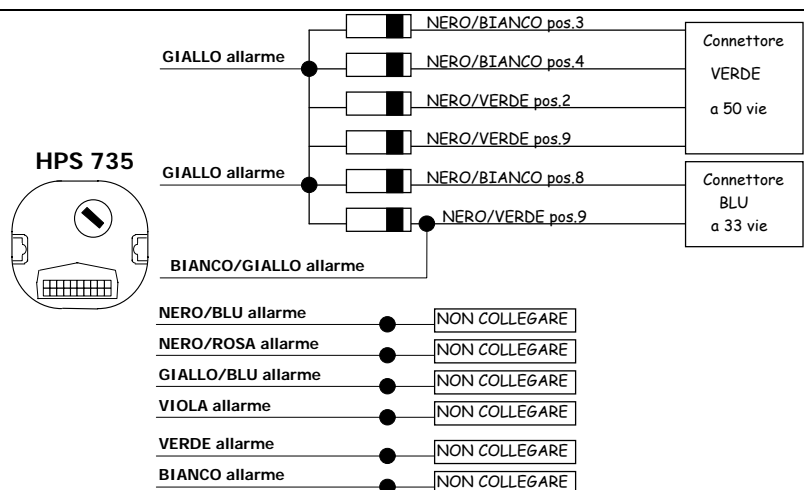 NERO/BIANCO pos.3
GIALLO allarme
NERO/BIANCO pos.4
NERO/VERDE pos.2
NERO/VERDE pos.9
Connettore
VERDE
a 50 vie
HPS 735
GIALLO allarme
NERO/BIANCO pos.8
NERO/VERDE pos.9
Connettore
BLU
a 33 vie
BIANCO/GIALLO allarme
NERO/BLU allarme
NON COLLEGARE
NERO/ROSA allarme
NON COLLEGARE
GIALLO/BLU allarme
NON COLLEGARE
VIOLA allarme
NON COLLEGARE
VERDE allarme
NON COLLEGARE
BIANCO allarme
NON COLLEGARE